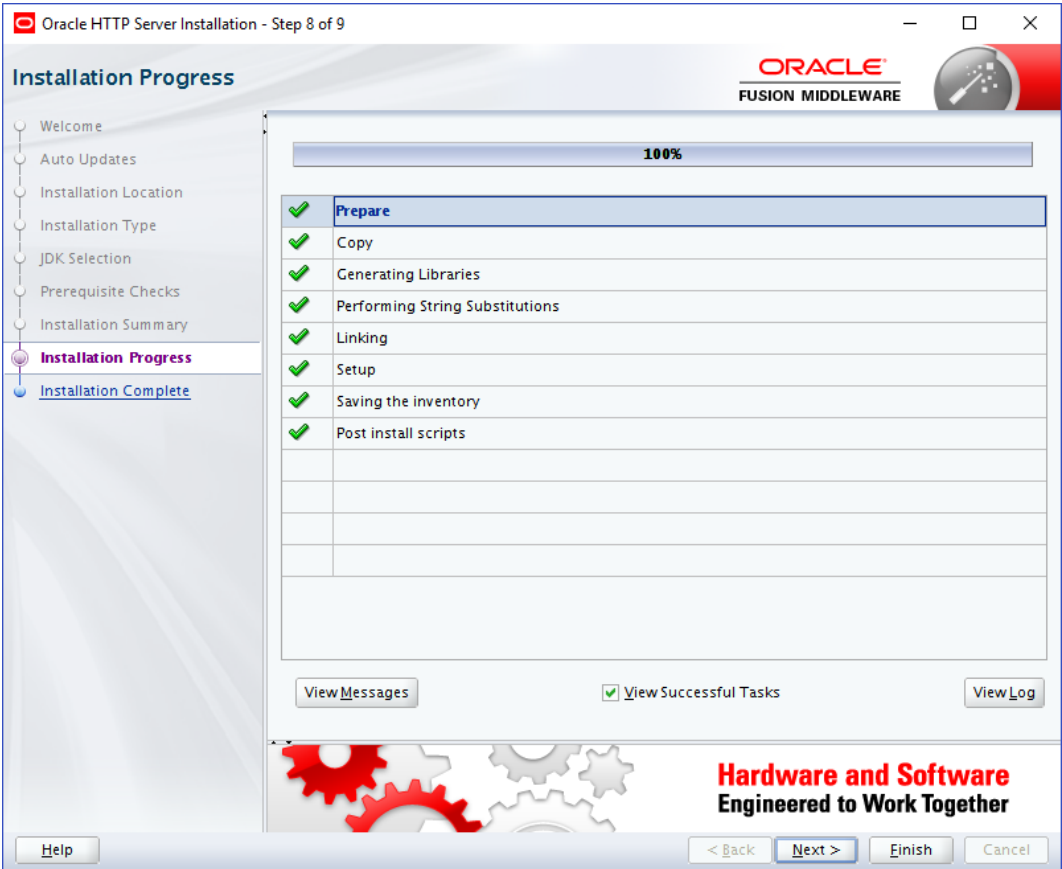 Oracle HTTP Server Installation - Step 8 of 9
Installation Progress
ORACLE
FUSION MIDDLEWARE
Welcome
Auto Updates
Installation Location
Installation Type
JDK Selection
Prerequisite Checks
Installation Summary
Installation Progress
Installation Complete
100%
Prepare
Copy
Generating Libraries
Performing String Substitutions
Linking
Setup
Saving the inventory
Post install scripts
View Messages
View Successful Tasks
View Log
Hardware and Software
Engineered to Work Together
Help
< Back
Next >
Finish
Cancel